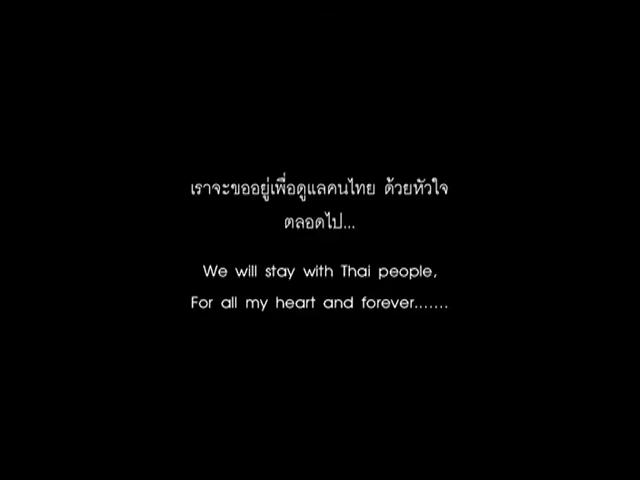 เราจะขออยู่เพื่อดูแลคนไทย ด้วยหัวใจ
ตลอดไป...
We will stay with Thai people,
For all my heart and forever.......